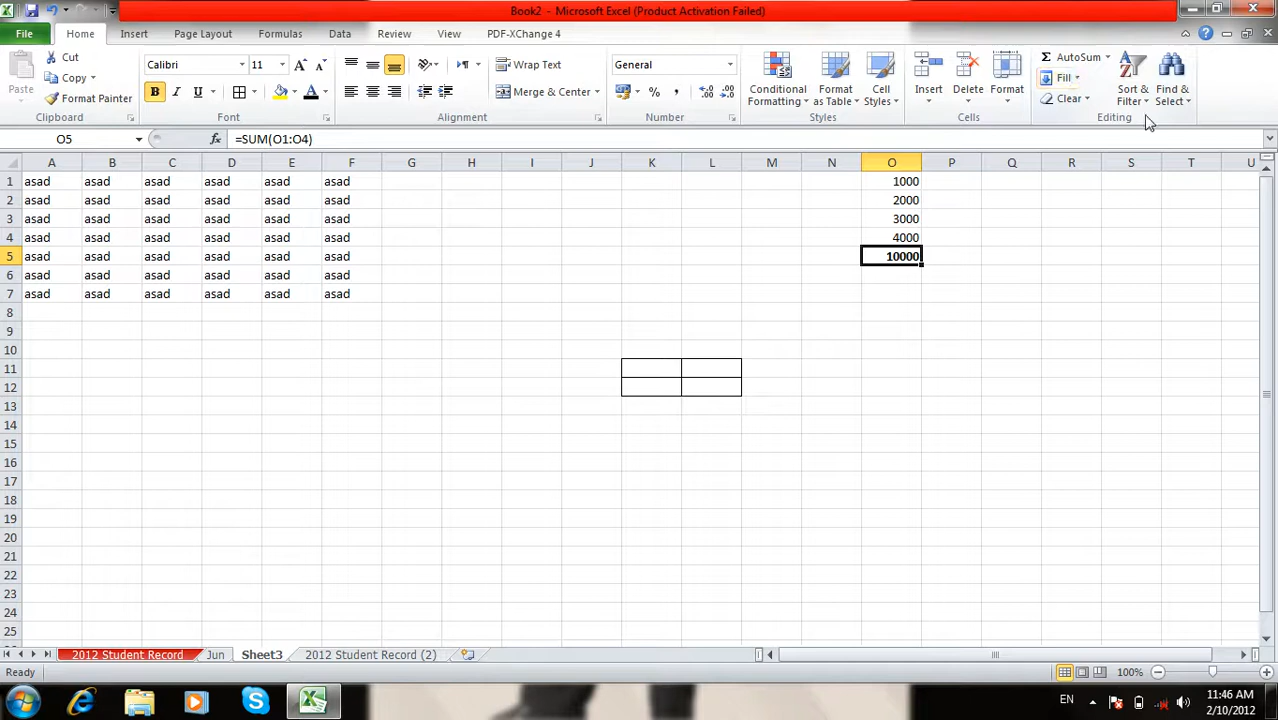 Book2 - Microsoft Excel (Product Activation Failed)
File Home Insert Page Layout Formulas Data Review View PDF-XChange 4
Paste Cut Copy Format Painter Clipboard
Calibri 11 B I U A A A Font
Wrap Text Merge & Center Alignment
General % , Number
Conditional Formatting Format as Table Cell Styles Styles
Insert Delete Format Cells
Σ AutoSum Fill Clear Sort & Filter Find & Select Editing
O5 fx =SUM(O1:O4)
A B C D E F G H I J K L M N O P Q R S T U
1 asad asad asad asad asad asad 1000
2 asad asad asad asad asad asad 2000
3 asad asad asad asad asad asad 3000
4 asad asad asad asad asad asad 4000
5 asad asad asad asad asad asad 10000
6 asad asad asad asad asad asad
7 asad asad asad asad asad asad
8
9
10
11
12
13
14
15
16
17
18
19
20
21
22
23
24
25
2012 Student Record Jun Sheet3 2012 Student Record (2)
Ready 100%
EN 11:46 AM
2/10/2012